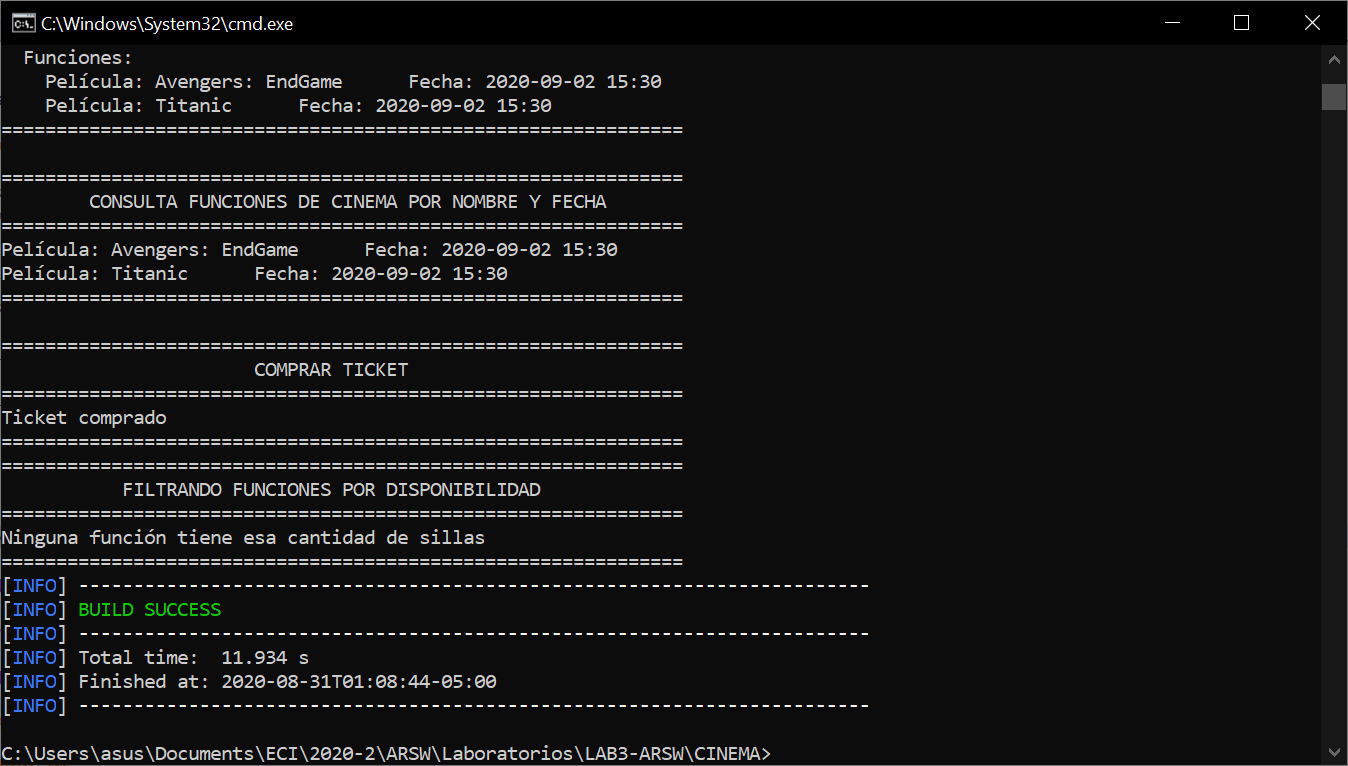 C:\Windows\System32\cmd.exe
  Funciones:
    Película: Avengers: EndGame      Fecha: 2020-09-02 15:30
    Película: Titanic      Fecha: 2020-09-02 15:30
==============================================================

==============================================================
        CONSULTA FUNCIONES DE CINEMA POR NOMBRE Y FECHA
==============================================================
Película: Avengers: EndGame      Fecha: 2020-09-02 15:30
Película: Titanic      Fecha: 2020-09-02 15:30
==============================================================

==============================================================
                       COMPRAR TICKET
==============================================================
Ticket comprado
==============================================================
==============================================================
           FILTRANDO FUNCIONES POR DISPONIBILIDAD
==============================================================
Ninguna función tiene esa cantidad de sillas
==============================================================
[INFO] ------------------------------------------------------------------------
[INFO] BUILD SUCCESS
[INFO] ------------------------------------------------------------------------
[INFO] Total time:  11.934 s
[INFO] Finished at: 2020-08-31T01:08:44-05:00
[INFO] ------------------------------------------------------------------------

C:\Users\asus\Documents\ECI\2020-2\ARSW\Laboratorios\LAB3-ARSW\CINEMA>